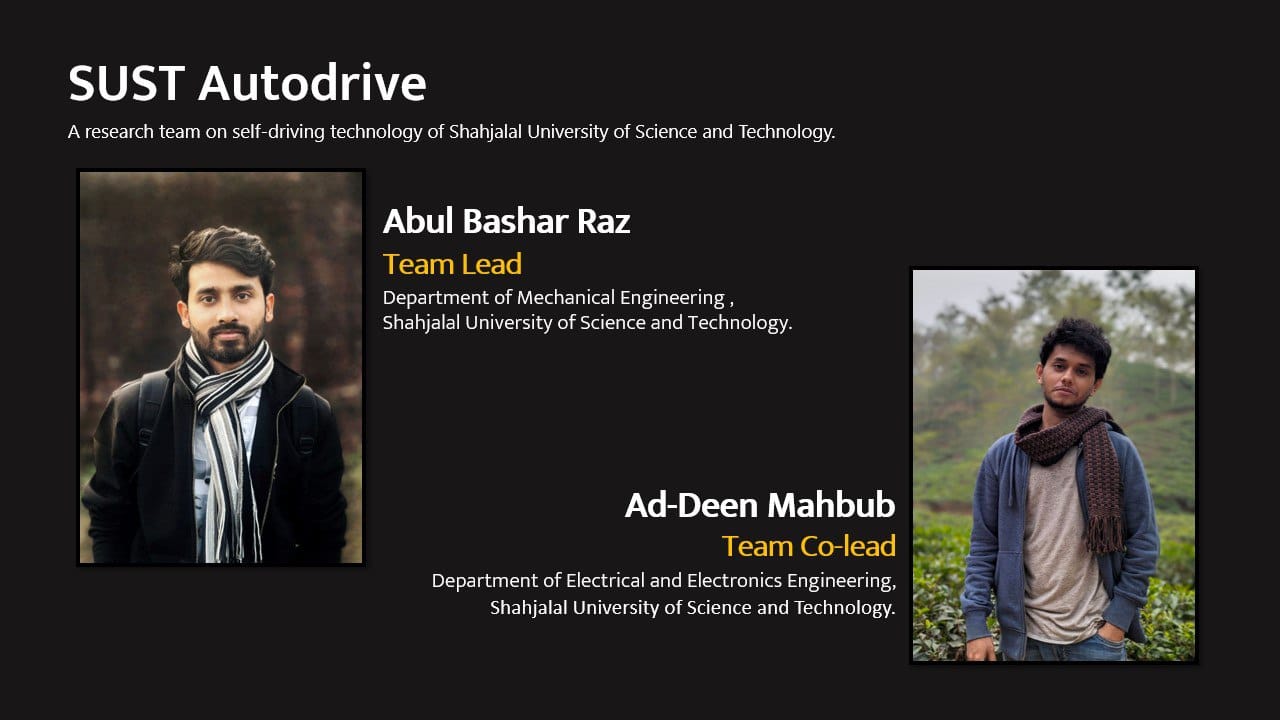 SUST Autodrive
A research team on self-driving technology of Shahjalal University of Science and Technology.
Abul Bashar Raz
Team Lead
Department of Mechanical Engineering ,
Shahjalal University of Science and Technology.
Ad-Deen Mahbub
Team Co-lead
Department of Electrical and Electronics Engineering,
Shahjalal University of Science and Technology.